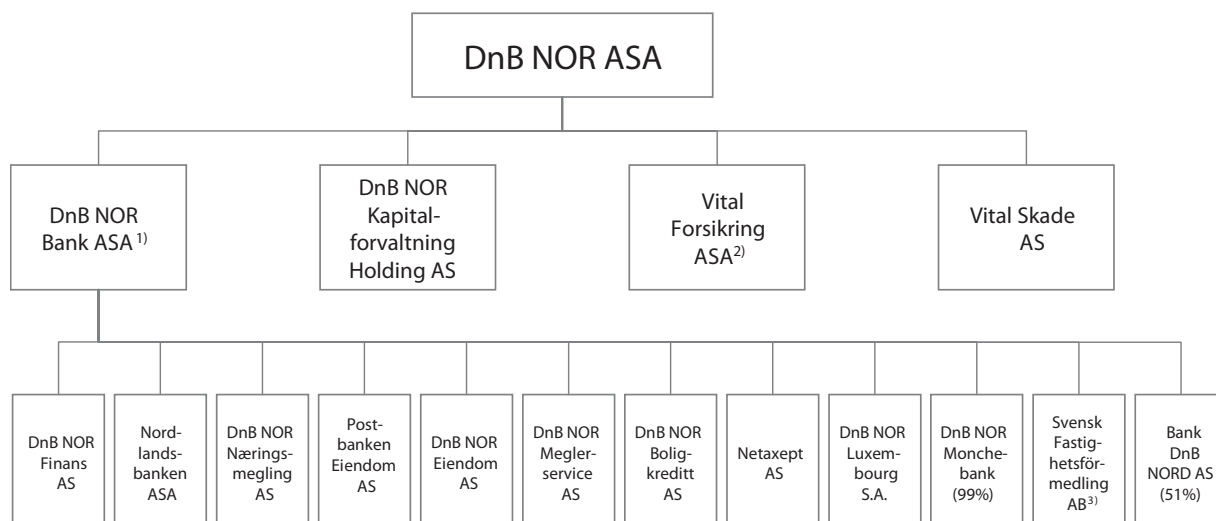 DnB NOR ASA
DnB NOR
Bank ASA 1)
DnB NOR
Kapital-
forvaltning
Holding AS
Vital
Forsikring
ASA2)
Vital Skade
AS
DnB NOR
Finans
AS
Nord-
lands-
banken
ASA
DnB NOR
Nærings-
megling
AS
Post-
banken
Eiendom
AS
DnB NOR
Eiendom
AS
DnB NOR
Megler-
service
AS
DnB NOR
Bolig-
kreditt
AS
Netaxept
AS
DnB NOR
Luxem-
bourg
S.A.
DnB NOR
Monche-
bank
(99%)
Svensk
Fastig-
hetsför-
medling
AB3)
Bank
DnB
NORD AS
(51%)